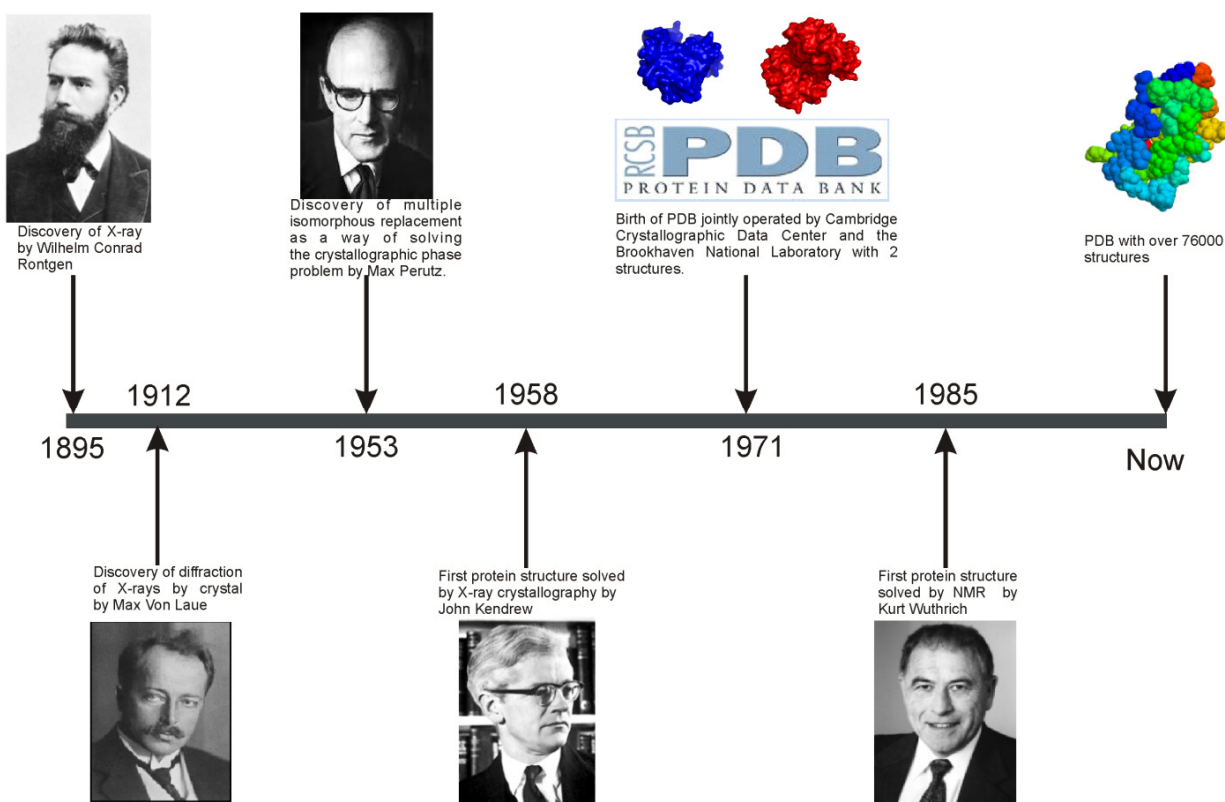 Discovery of X-ray
by Wilhelm Conrad
Rontgen
Discovery of multiple
isomorphous replacement
as a way of solving
the crystallographic phase
problem by Max Perutz.
RCSB
PDB
PROTEIN DATA BANK
Birth of PDB jointly operated by Cambridge
Crystallographic Data Center and the
Brookhaven National Laboratory with 2
structures.
PDB with over 76000
structures
1912
1958
1985
1895
1953
1971
Now
Discovery of diffraction
of X-rays by crystal
by Max Von Laue
First protein structure solved
by X-ray crystallography by
John Kendrew
First protein structure
solved by NMR by
Kurt Wuthrich